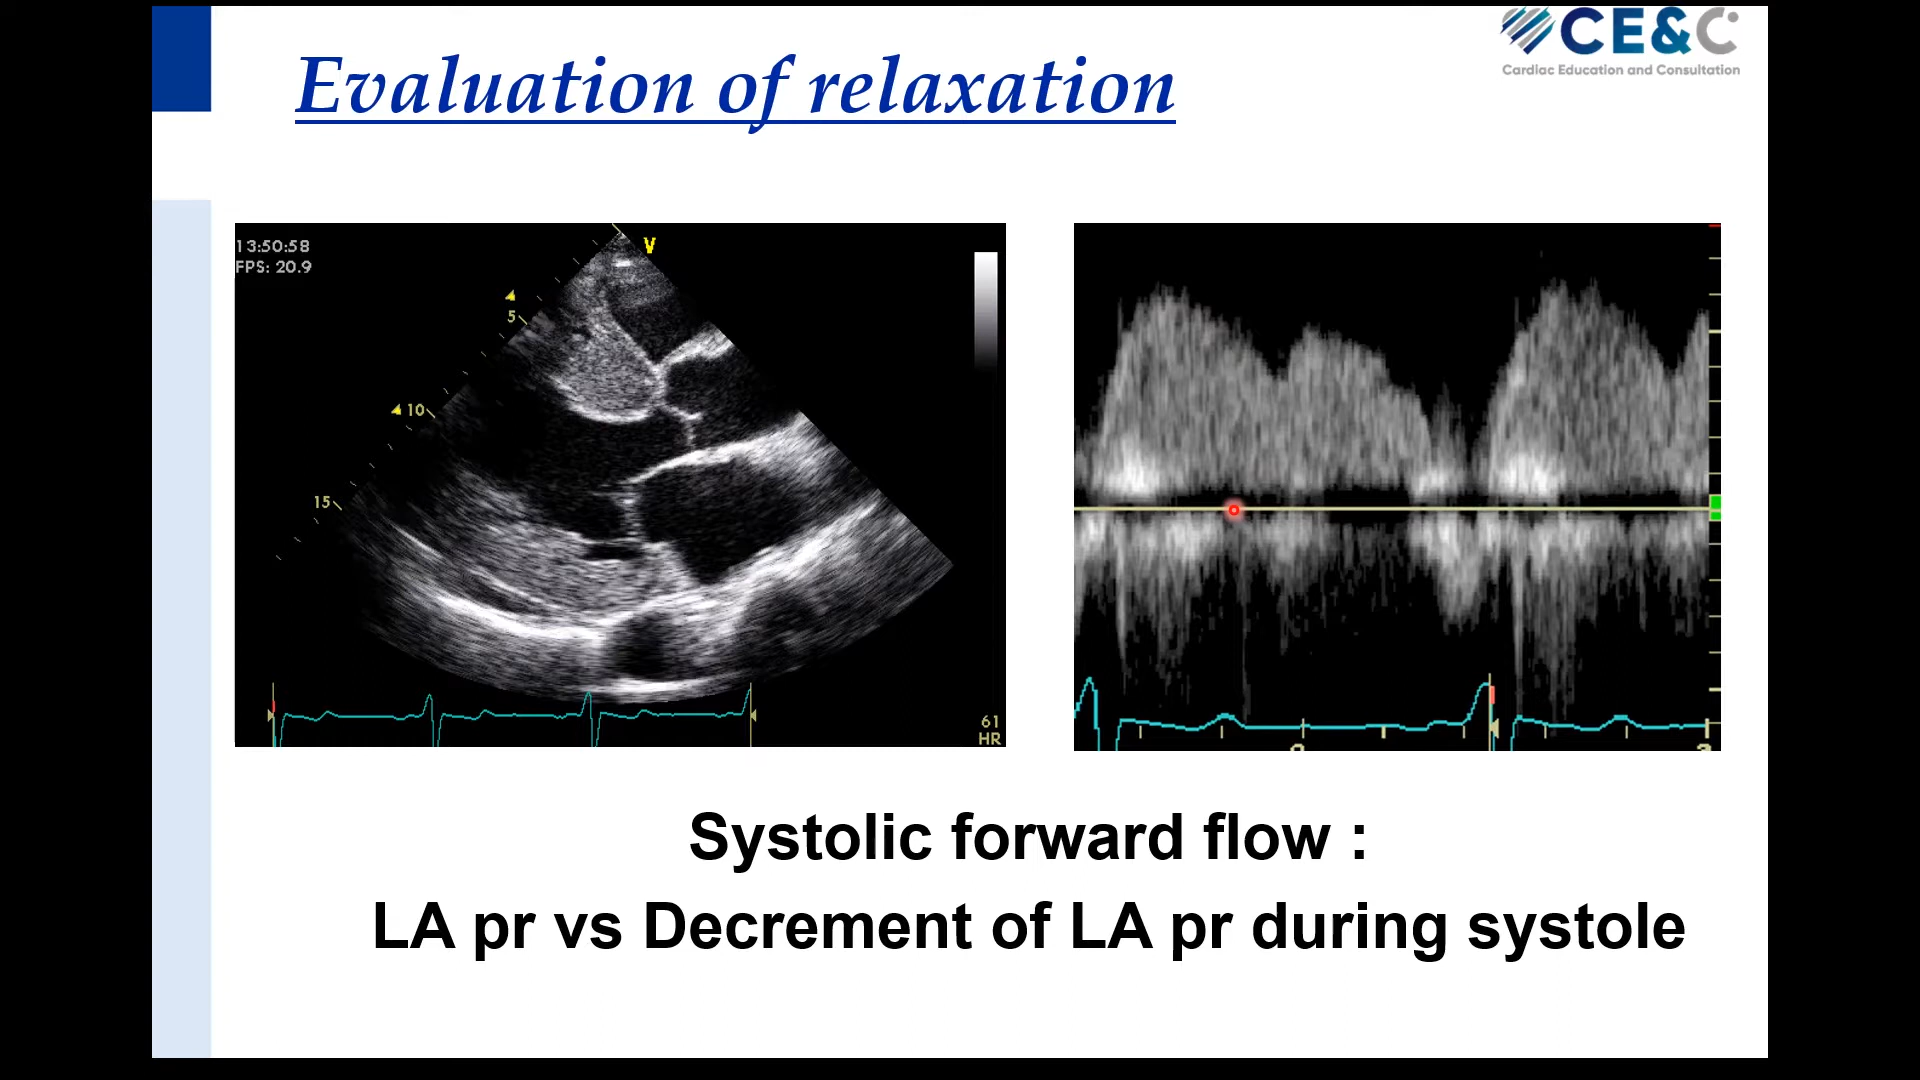 CE&C
Cardiac Education and Consultation
Evaluation of relaxation
13:50:58
FPS: 20.9
V
5
10
15
61
HR
Systolic forward flow :
LA pr vs Decrement of LA pr during systole